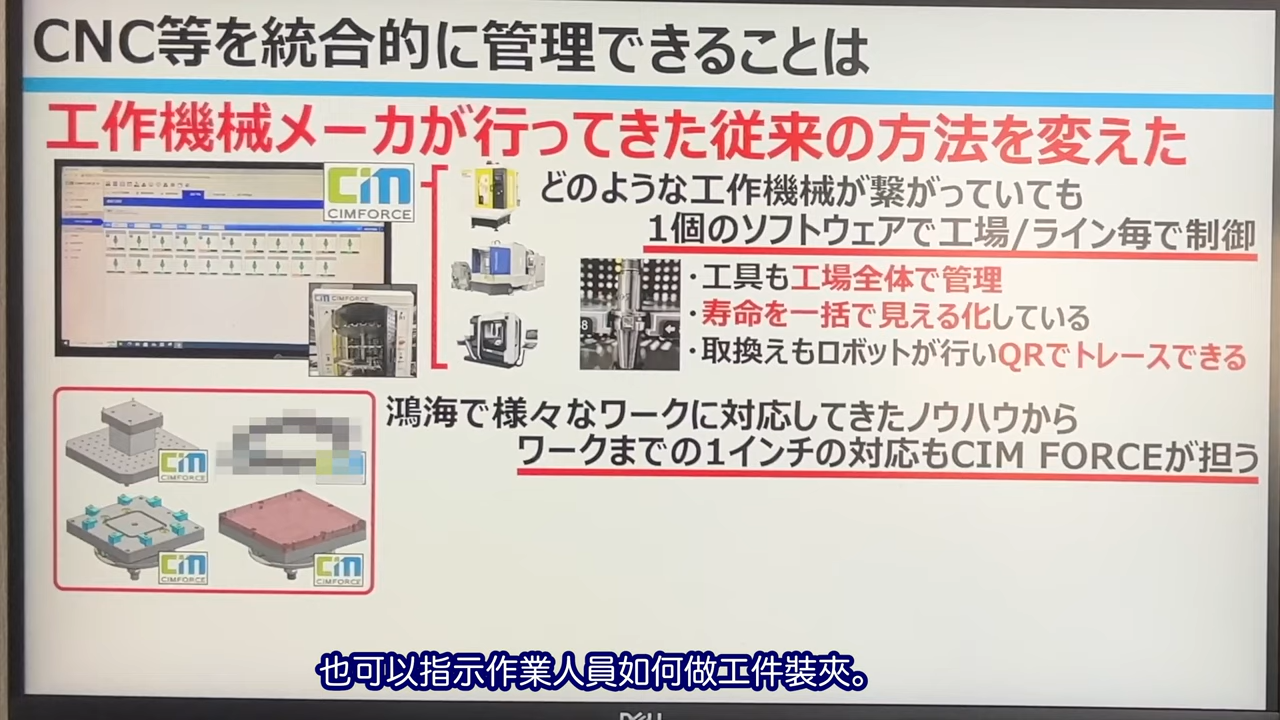 CNC等を統合的に管理できることは
工作機械メーカが行ってきた従来の方法を変えた
CiM
CIMFORCE
どのような工作機械が繋がっていても
1個のソフトウェアで工場/ライン毎で制御
CiM CIMFORCE
・工具も工場全体で管理
・寿命を一括で見える化している
・取換えもロボットが行いQRでトレースできる
鴻海で様々なワークに対応してきたノウハウから
ワークまでの1インチの対応もCIM FORCEが担う
CiM
CIMFORCE
CiM
CIMFORCE
CiM
CIMFORCE
也可以指示作業人員如何做工件裝夾。
DELL